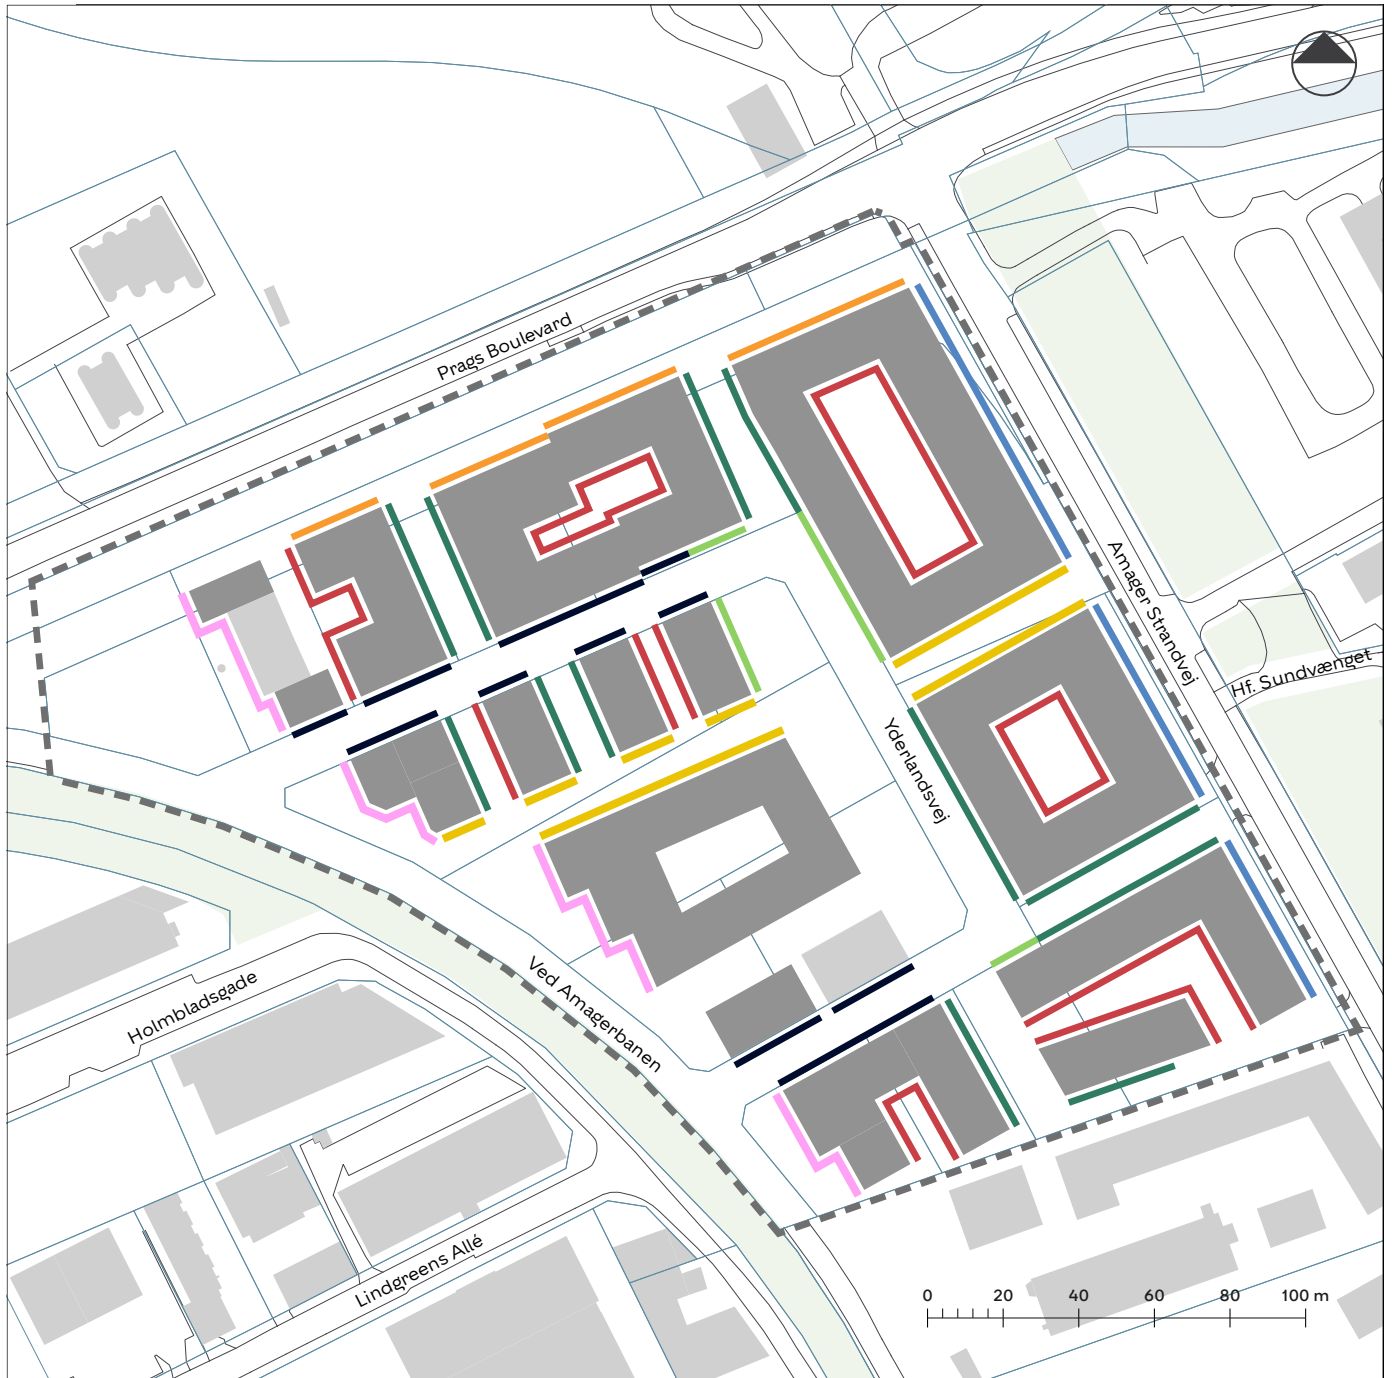 Prags Boulevard
Amager Strandvej
Hf. Sundvænget
Yderlandsvej
Ved Amagerbanen
Holmbladsgade
Lindgreens Allé
0 20 40 60 80 100 m